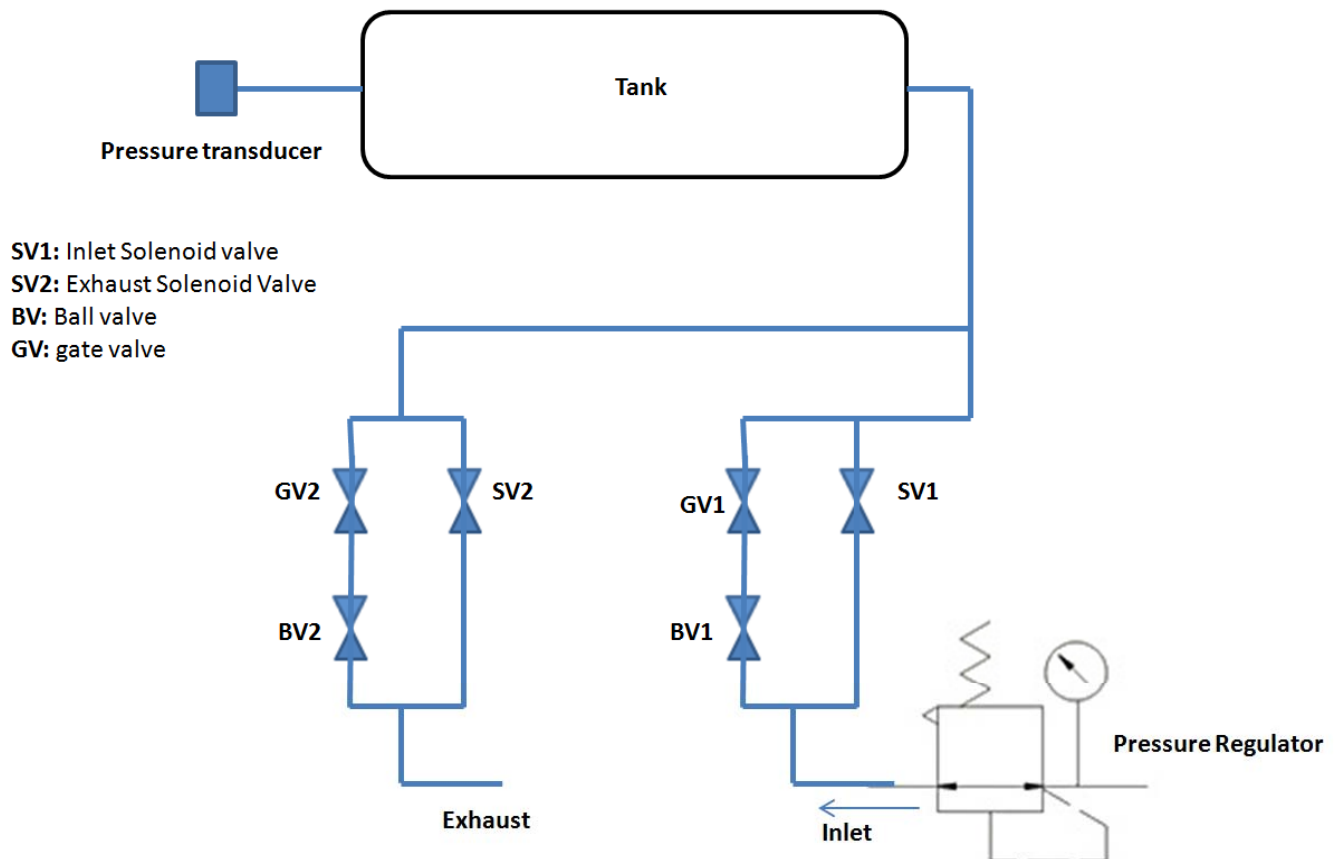 Tank
Pressure transducer
SV1: Inlet Solenoid valve
SV2: Exhaust Solenoid Valve
BV: Ball valve
GV: gate valve
GV2
SV2
GV1
SV1
BV2
BV1
Pressure Regulator
Exhaust
Inlet